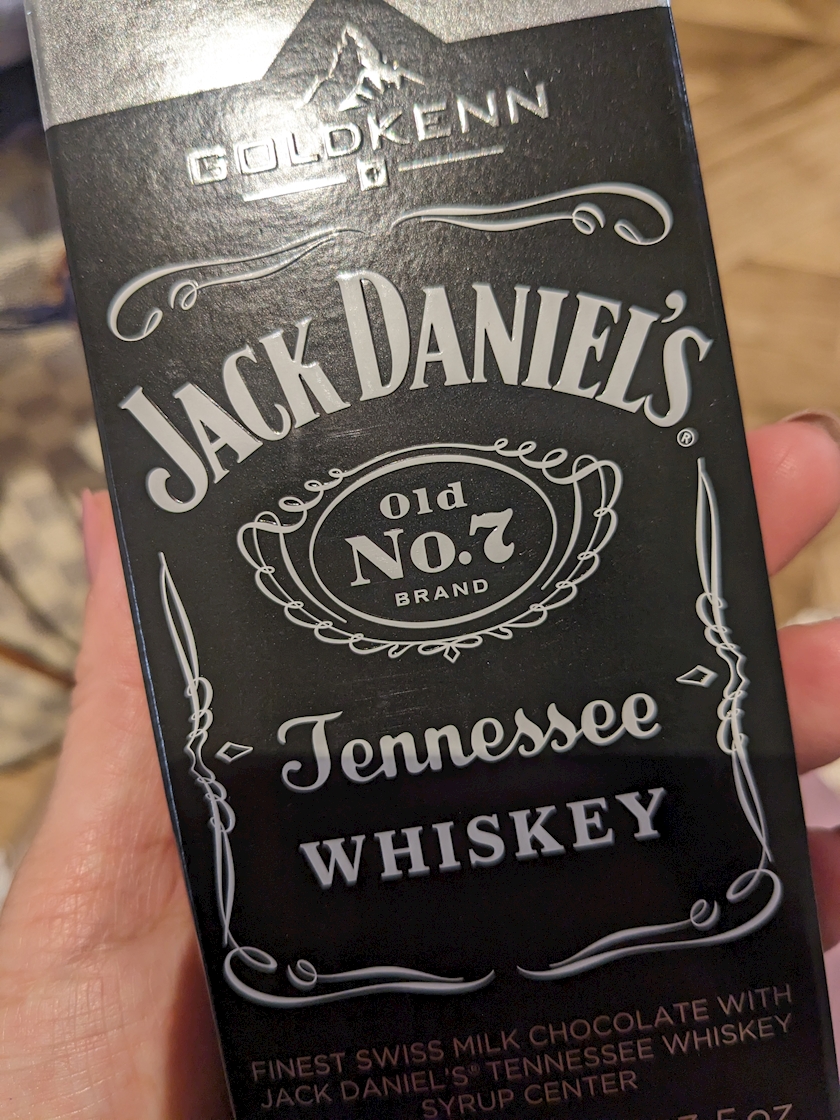 GOLDKENN
JACK DANIEL'S®
Old
No.7
BRAND
Tennessee
WHISKEY
FINEST SWISS MILK CHOCOLATE WITH
JACK DANIEL'S® TENNESSEE WHISKEY
SYRUP CENTER